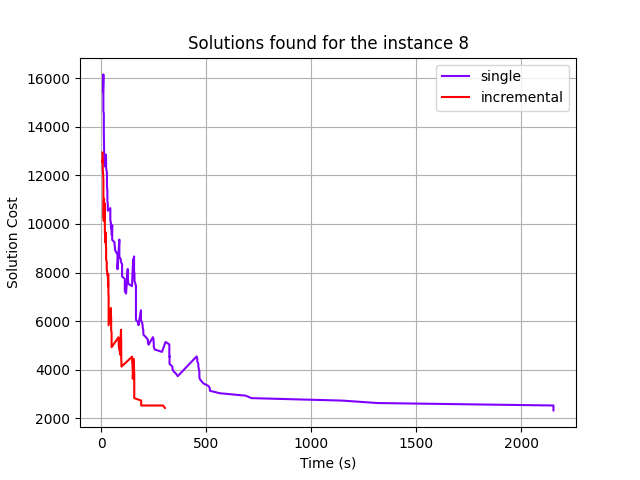 Solutions found for the instance 8
single
incremental
16000
14000
12000
10000
8000
6000
4000
2000
Solution Cost
0 500 1000 1500 2000
Time (s)